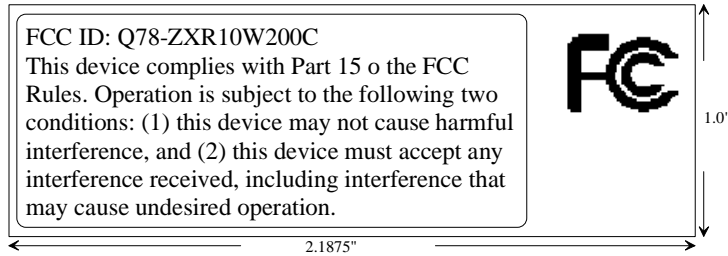 FCC ID: Q78-ZXR10W200C
This device complies with Part 15 o the FCC
Rules. Operation is subject to the following two
conditions: (1) this device may not cause harmful
interference, and (2) this device must accept any
interference received, including interference that
may cause undesired operation.
FC
1.0"
2.1875"